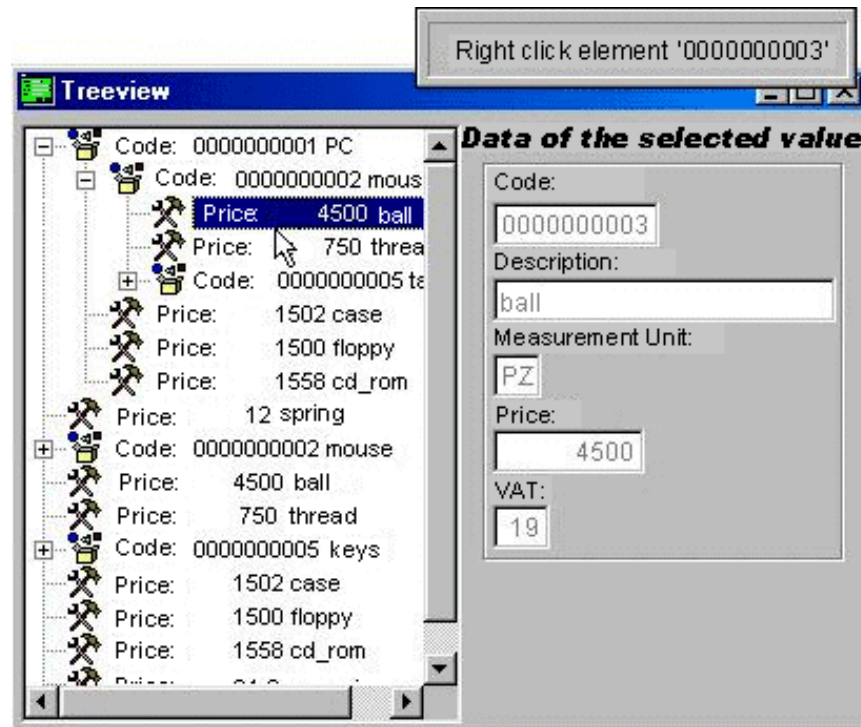 Right click element '0000000003'
Treeview
Code: 0000000001 PC
Code: 0000000002 mous
Price: 4500 ball
Price: 750 threa
Code: 0000000005 ta
Price: 1502 case
Price: 1500 floppy
Price: 1558 cd_rom
Price: 12 spring
Code: 0000000002 mouse
Price: 4500 ball
Price: 750 thread
Code: 0000000005 keys
Price: 1502 case
Price: 1500 floppy
Price: 1558 cd_rom
Data of the selected value
Code:
0000000003
Description:
ball
Measurement Unit:
PZ
Price:
4500
VAT:
19